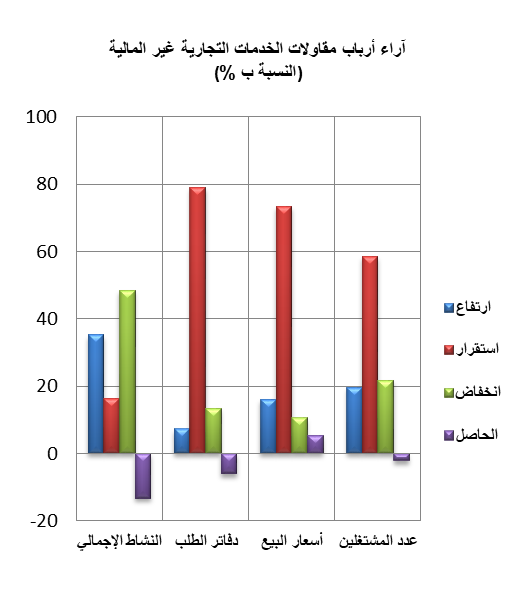 آراء أرباب مقاولات الخدمات التجارية غير المالية
(النسبة ب %)
100
80
60
40
20
0
-20
النشاط الإجمالي
دفاتر الطلب
أسعار البيع
عدد المشتغلين
ارتفاع
استقرار
انخفاض
الحاصل